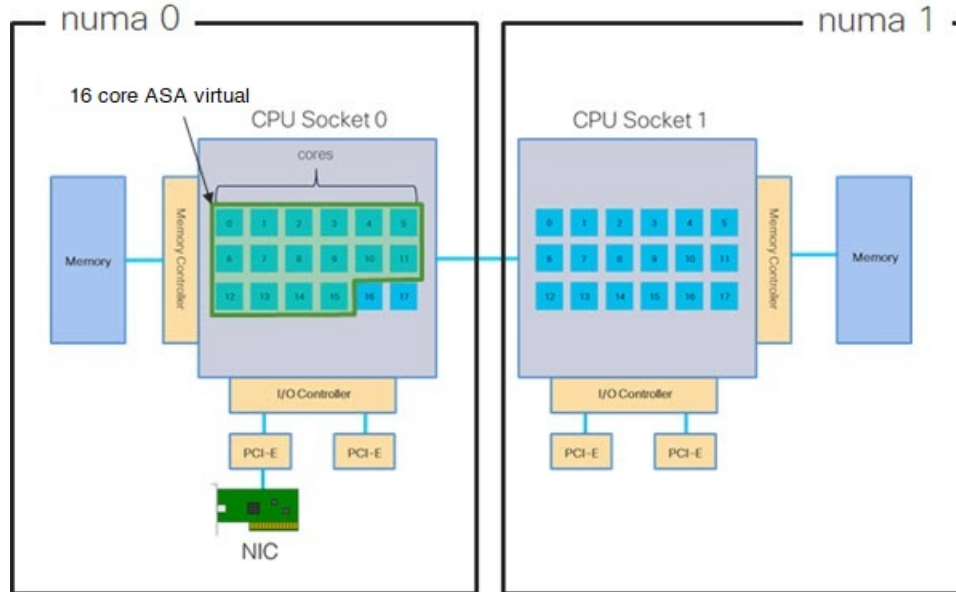 numa 0
numa 1
16 core ASA virtual
CPU Socket 0
CPU Socket 1
cores
0 1 2 3 4 5
0 1 2 3 4 5
Memory
Memory Controller
6 7 8 9 10 11
6 7 8 9 10 11
Memory Controller
Memory
12 13 14 15 16 17
12 13 14 15 16 17
I/O Controller
I/O Controller
PCI-E
PCI-E
PCI-E
PCI-E
NIC